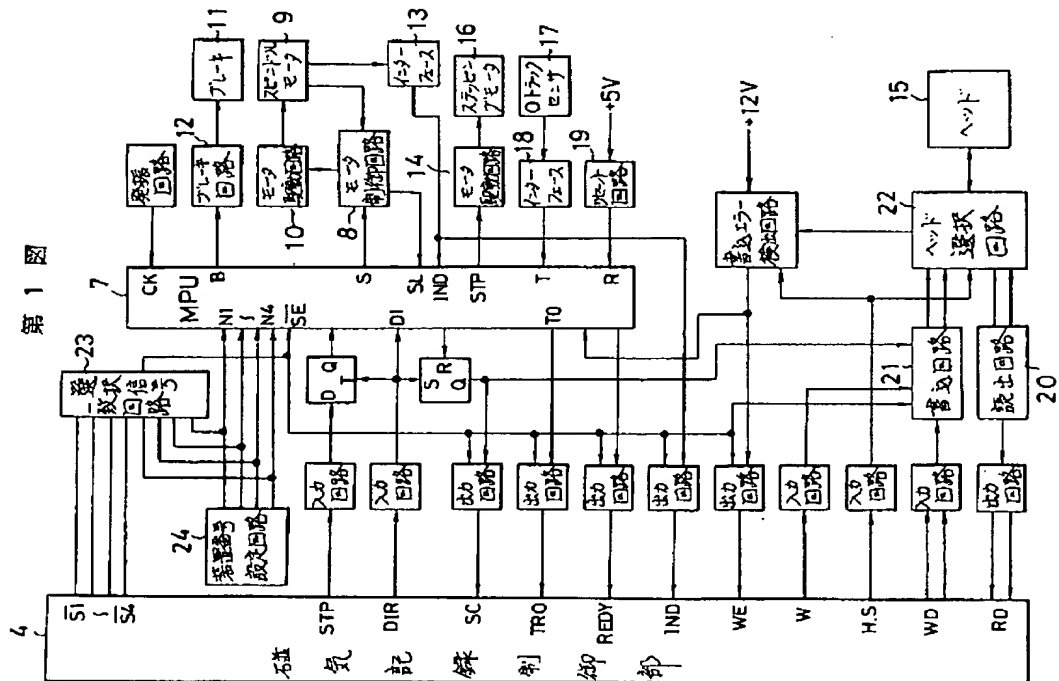 第1図
4
磁気記録制御部
S1
〜
S4
STP
DIR
SC
TRO
REDY
IND
WE
W
H.S
WD
RD
23
選択信号
一致回路
24
装置番号
設定回路
入力
回路
入力
回路
出力
回路
出力
回路
出力
回路
出力
回路
出力
回路
入力
回路
入力
回路
入力
回路
出力
回路
D Q
T
S R
Q
7
MPU
N1
〜
N4
SE
DI
TO
CK
B
S
SL
IND
STP
T
R
発振
回路
12
ブレーキ
回路
11
ブレーキ
10
モータ
駆動回路
9
スピンドル
モータ
8
モータ
制御回路
13
インター
フェース
14
モータ
駆動回路
16
ステッピン
グモータ
18
インター
フェース
17
0トラック
センサ
19
リセット
回路
+5V
+12V
書込エラー
検出回路
15
ヘッド
22
ヘッド
選択
回路
21
書込回路
20
読出回路